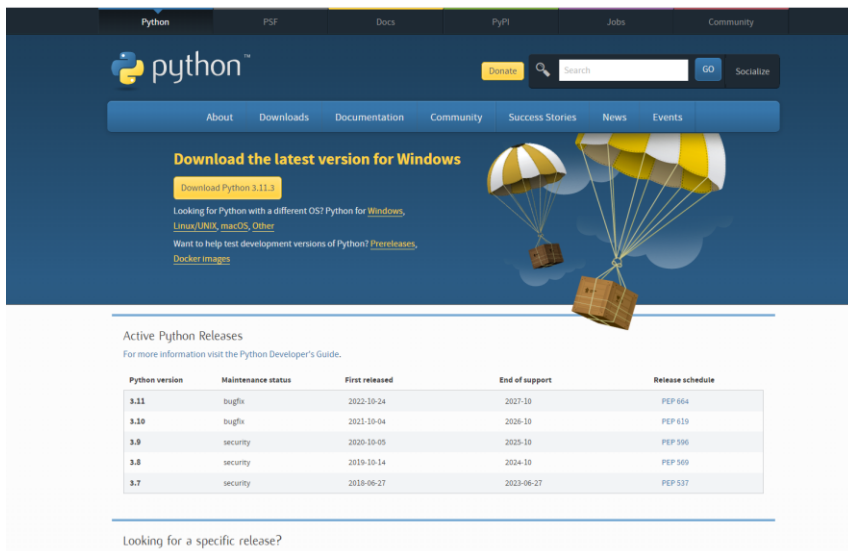 Python PSF Docs PyPI Jobs Community
python™
Donate Search GO Socialize
About Downloads Documentation Community Success Stories News Events
Download the latest version for Windows
Download Python 3.11.3
Looking for Python with a different OS? Python for Windows,
Linux/UNIX, macOS, Other
Want to help test development versions of Python? Prereleases,
Docker images
Active Python Releases
For more information visit the Python Developer's Guide.
Python version Maintenance status First released End of support Release schedule
3.11 bugfix 2022-10-24 2027-10 PEP 664
3.10 bugfix 2021-10-04 2026-10 PEP 619
3.9 security 2020-10-05 2025-10 PEP 596
3.8 security 2019-10-14 2024-10 PEP 569
3.7 security 2018-06-27 2023-06-27 PEP 537
Looking for a specific release?